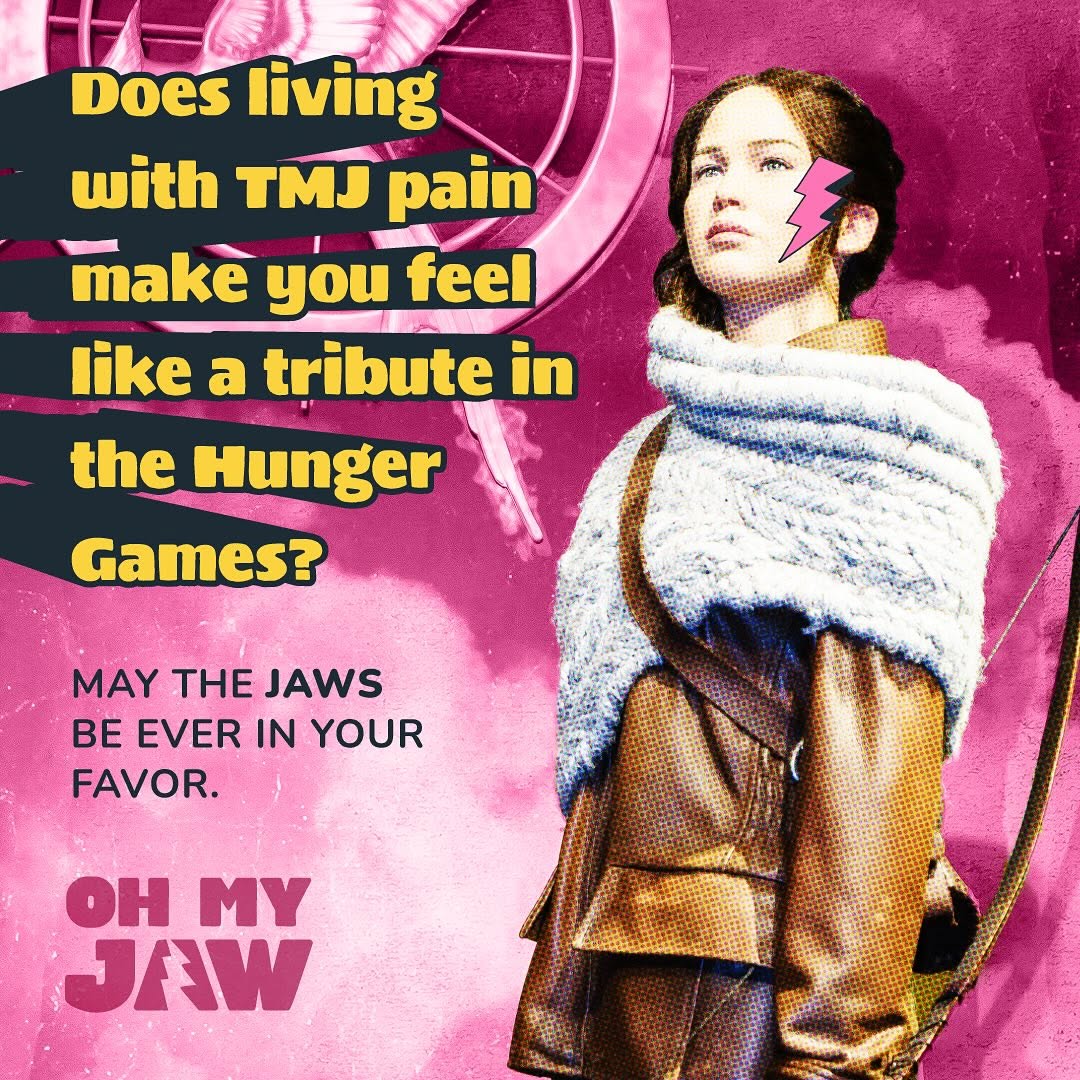 Does living
with TMJ pain
make you feel
like a tribute in
the Hunger
Games?
MAY THE JAWS
BE EVER IN YOUR
FAVOR.
OH MY
JAW